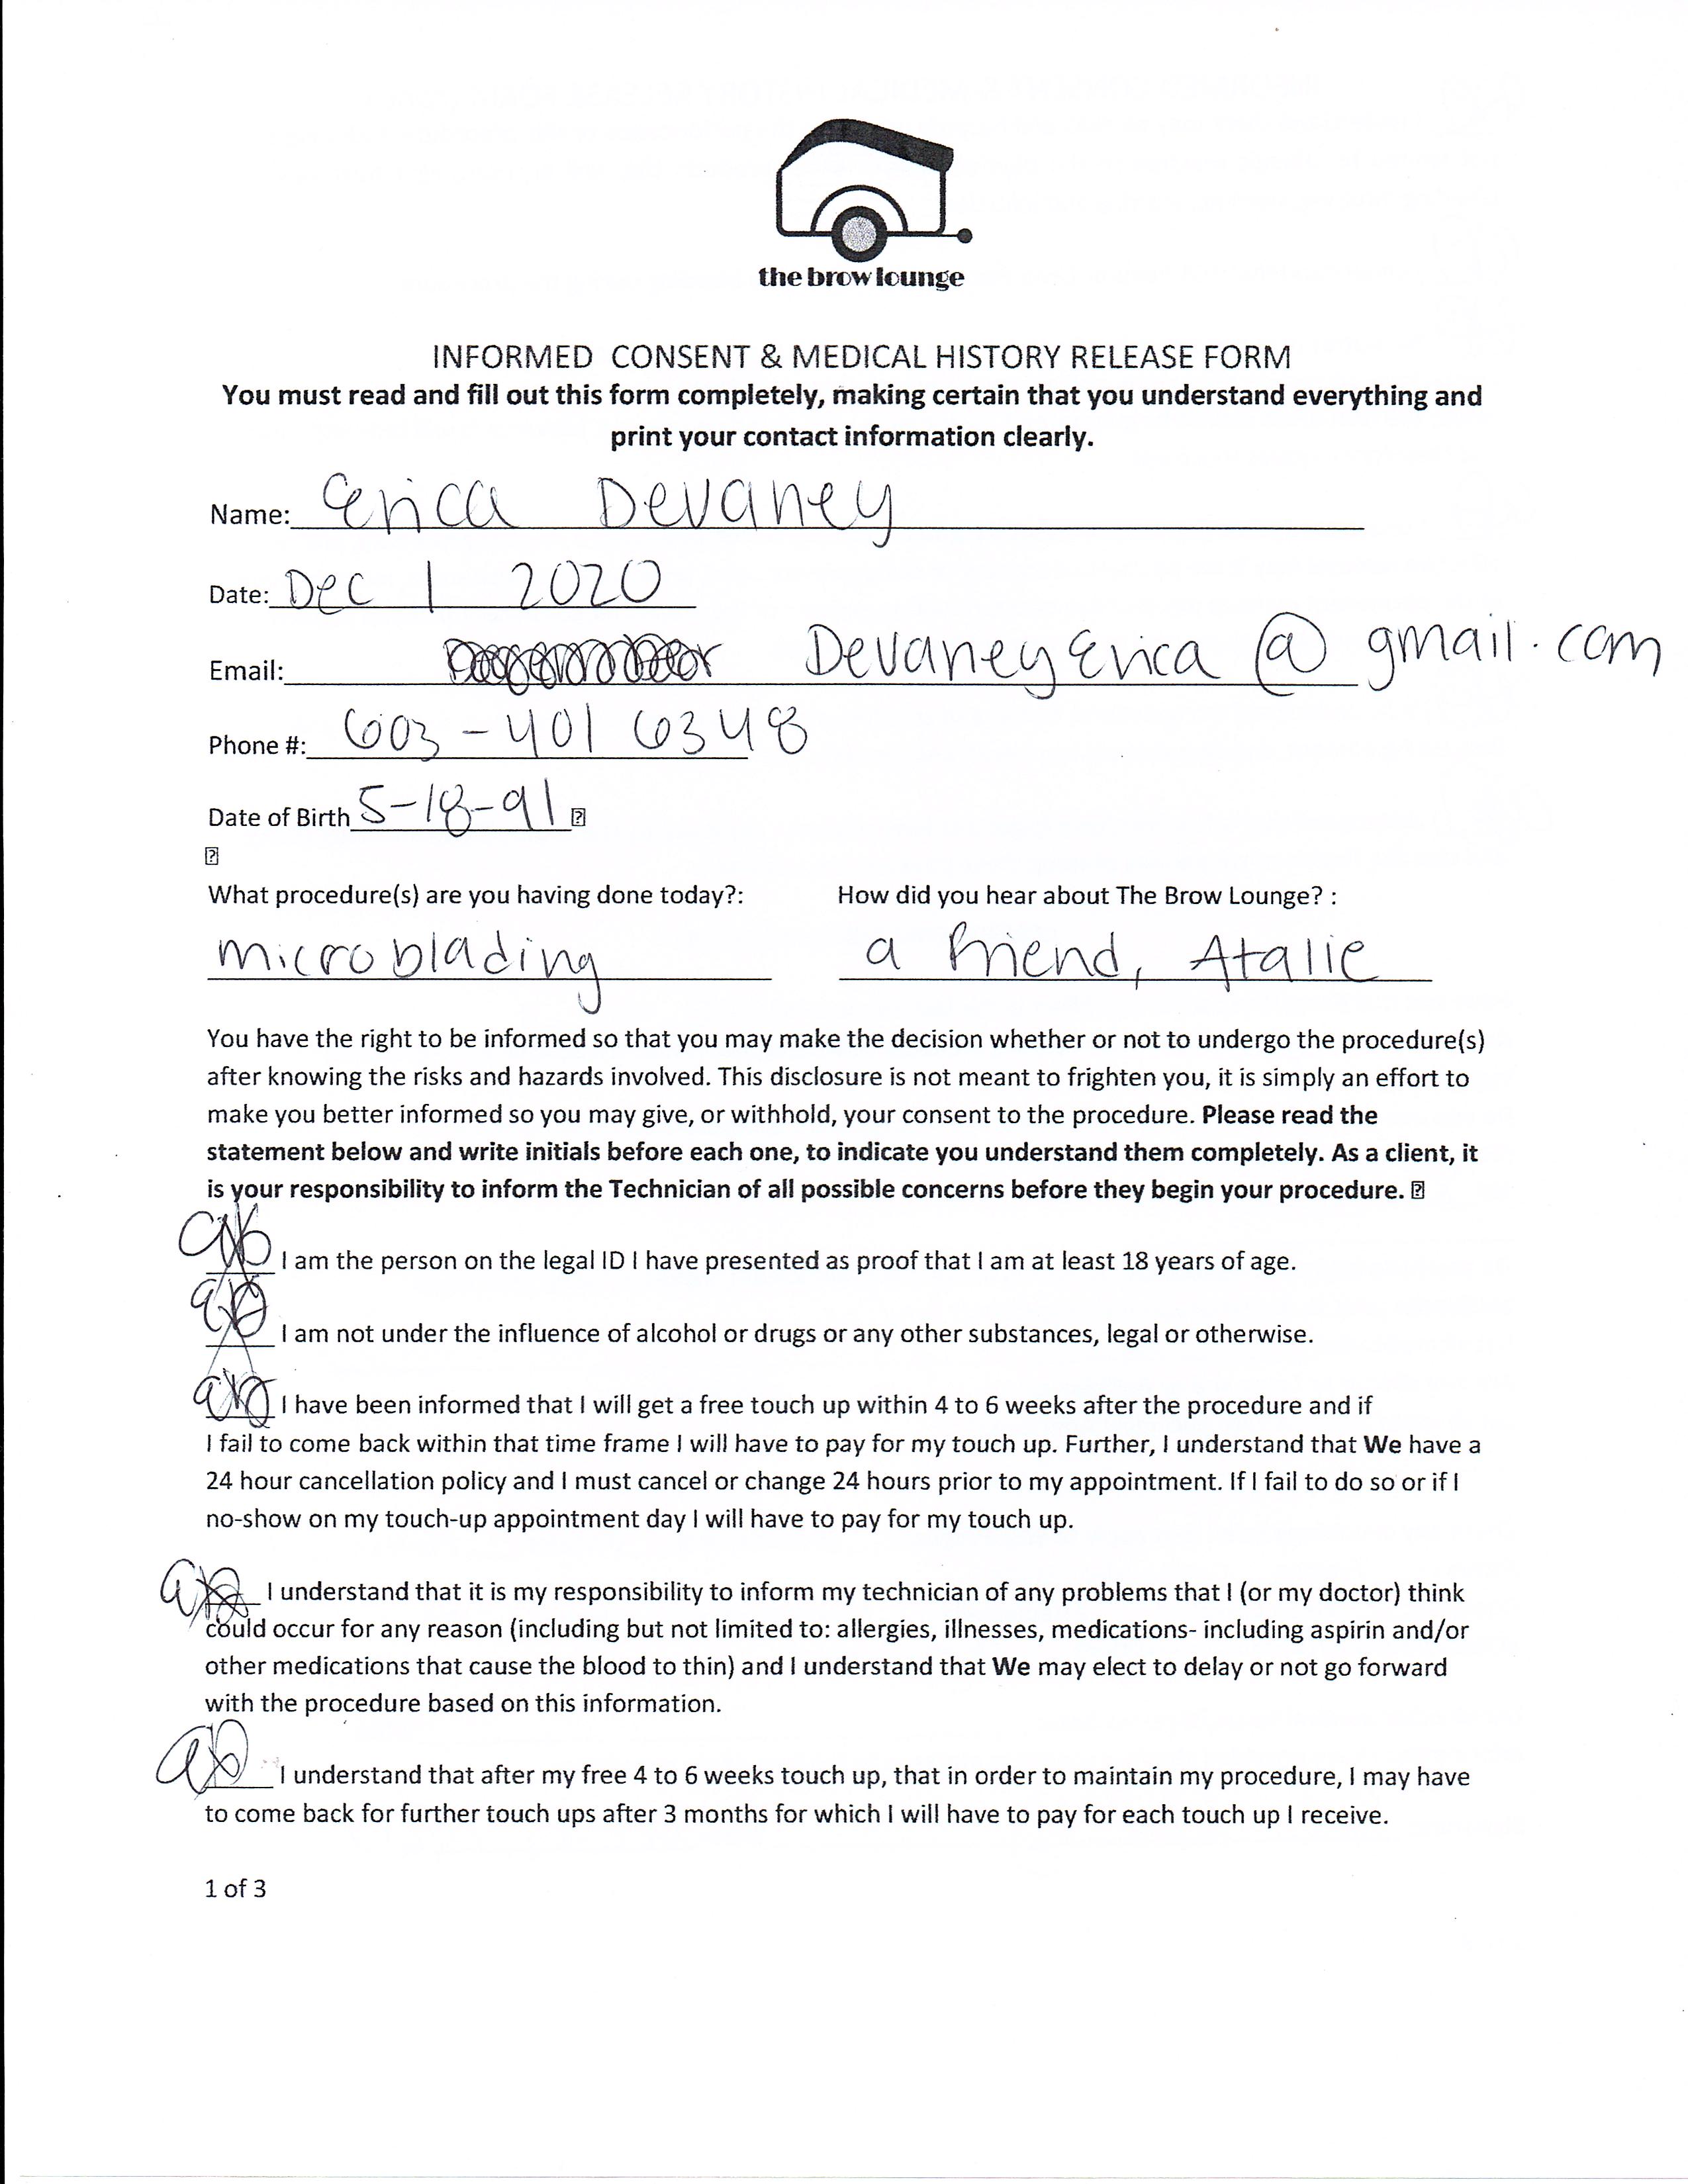 the brow lounge
INFORMED CONSENT & MEDICAL HISTORY RELEASE FORM
You must read and fill out this form completely, making certain that you understand everything and
print your contact information clearly.
Name: Erica Devaney
Date: Dec 1 2020
Email: DevaneyErica@gmail.com
Phone #: 603-401 6348
Date of Birth 5-18-91
What procedure(s) are you having done today?: How did you hear about The Brow Lounge? :
microblading a friend, Atalie
You have the right to be informed so that you may make the decision whether or not to undergo the procedure(s)
after knowing the risks and hazards involved. This disclosure is not meant to frighten you, it is simply an effort to
make you better informed so you may give, or withhold, your consent to the procedure. Please read the
statement below and write initials before each one, to indicate you understand them completely. As a client, it
is your responsibility to inform the Technician of all possible concerns before they begin your procedure.
I am the person on the legal ID I have presented as proof that I am at least 18 years of age.
I am not under the influence of alcohol or drugs or any other substances, legal or otherwise.
I have been informed that I will get a free touch up within 4 to 6 weeks after the procedure and if
I fail to come back within that time frame I will have to pay for my touch up. Further, I understand that We have a
24 hour cancellation policy and I must cancel or change 24 hours prior to my appointment. If I fail to do so or if I
no-show on my touch-up appointment day I will have to pay for my touch up.
I understand that it is my responsibility to inform my technician of any problems that I (or my doctor) think
could occur for any reason (including but not limited to: allergies, illnesses, medications- including aspirin and/or
other medications that cause the blood to thin) and I understand that We may elect to delay or not go forward
with the procedure based on this information.
I understand that after my free 4 to 6 weeks touch up, that in order to maintain my procedure, I may have
to come back for further touch ups after 3 months for which I will have to pay for each touch up I receive.
1 of 3